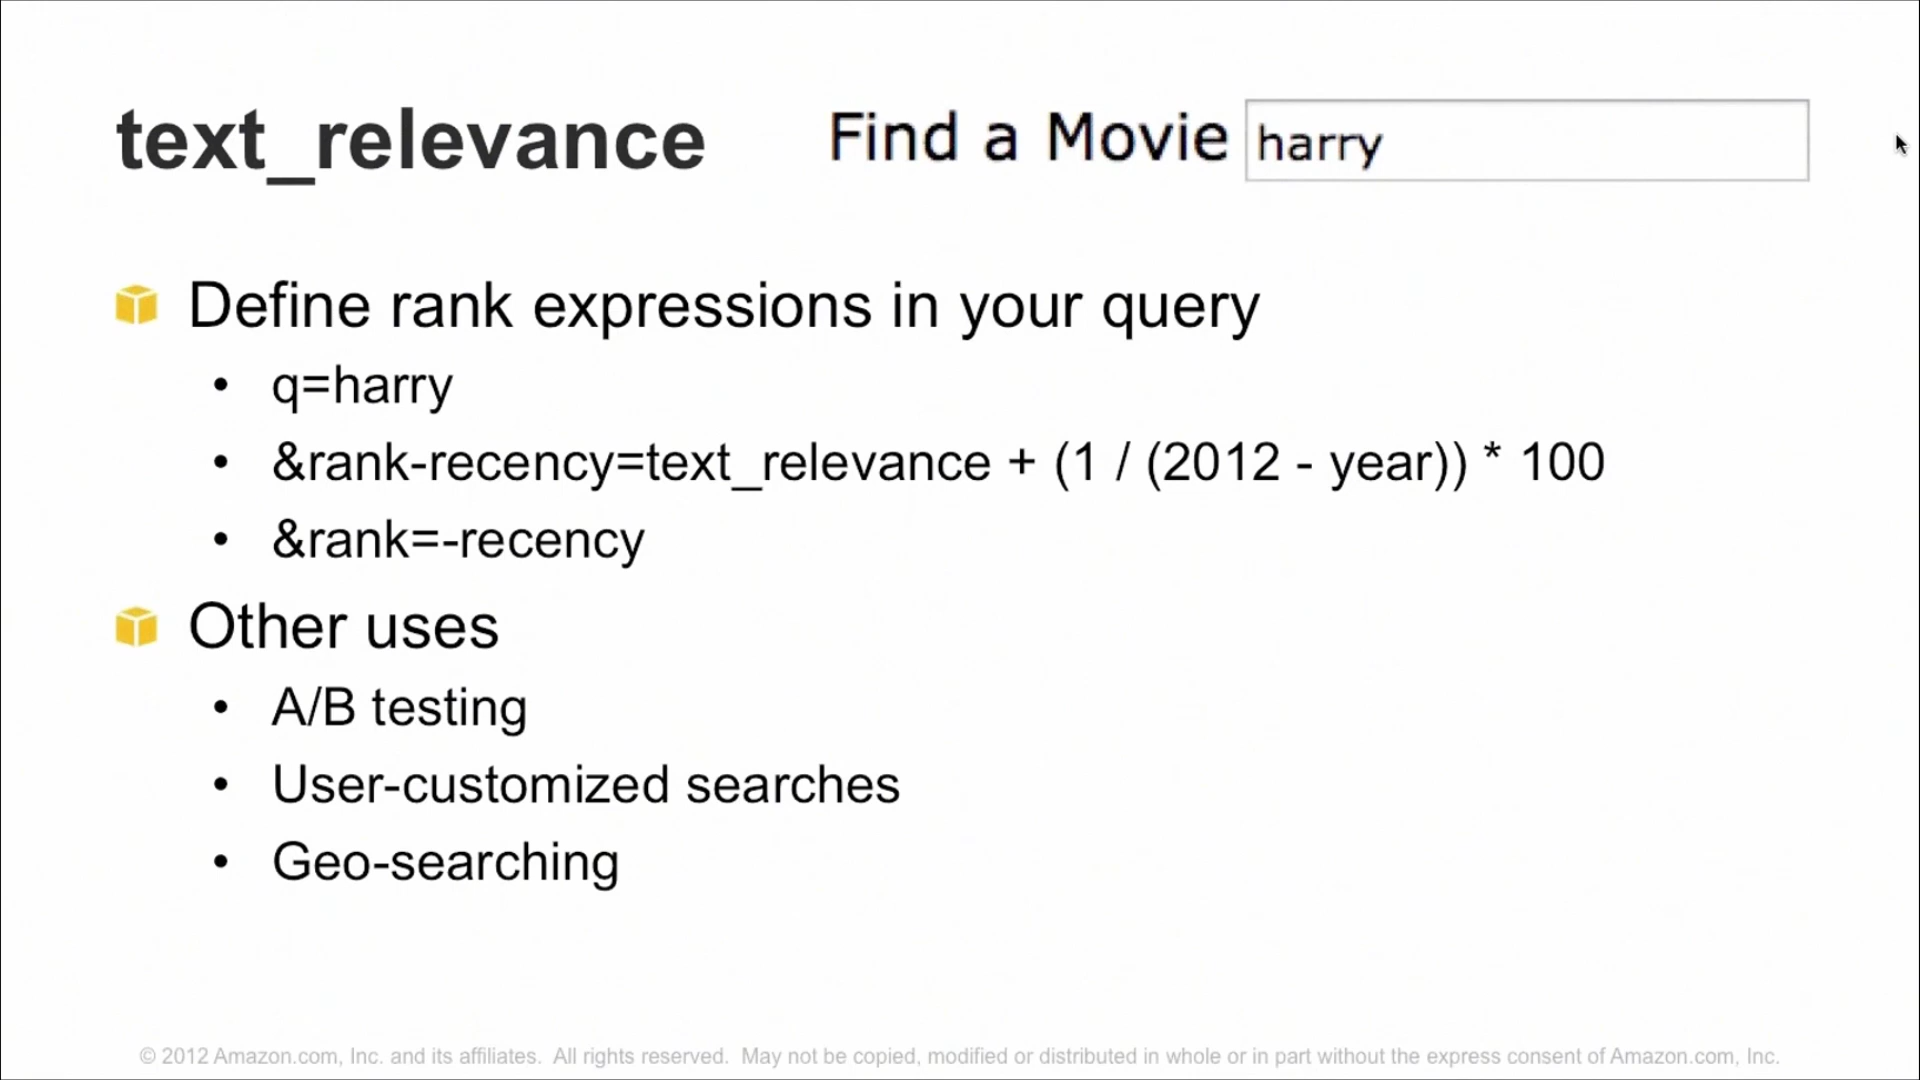 text_relevance
Find a Movie harry
Define rank expressions in your query
• q=harry
• &rank-recency=text_relevance + (1 / (2012 - year)) * 100
• &rank=-recency
Other uses
• A/B testing
• User-customized searches
• Geo-searching
© 2012 Amazon.com, Inc. and its affiliates.  All rights reserved.  May not be copied, modified or distributed in whole or in part without the express consent of Amazon.com, Inc.